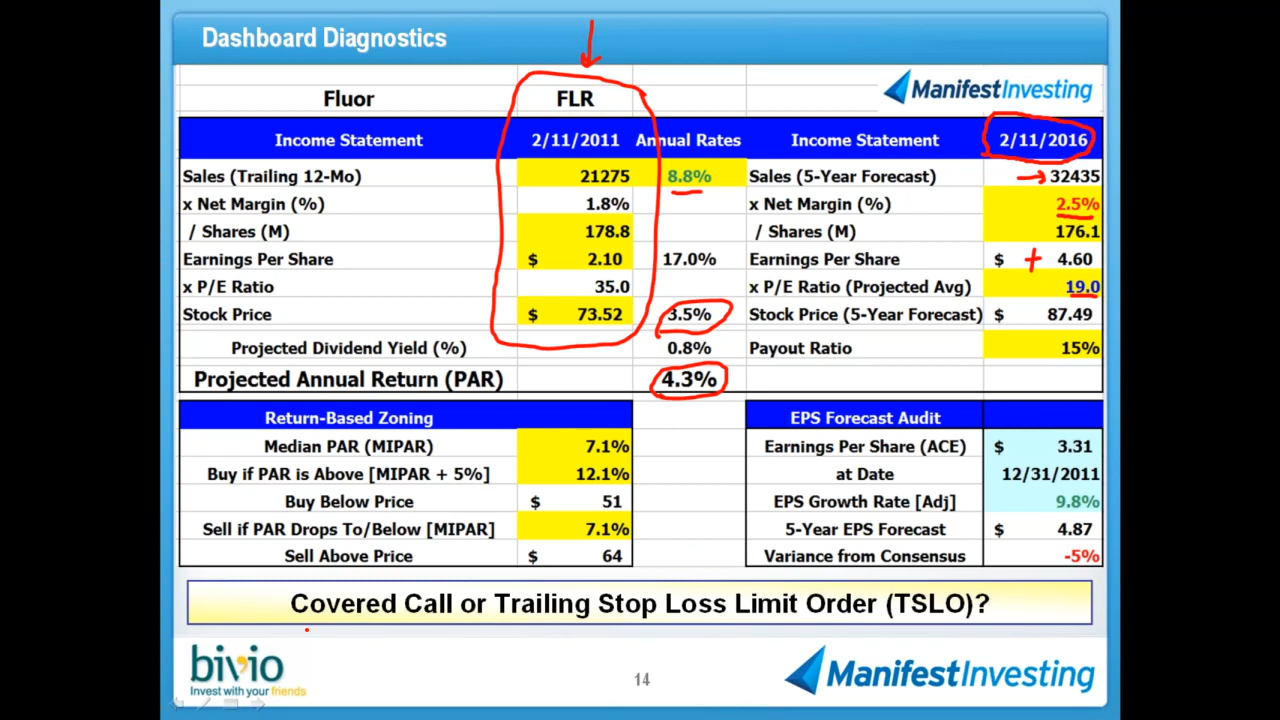 Dashboard Diagnostics
Fluor FLR ManifestInvesting
Income Statement 2/11/2011 Annual Rates Income Statement 2/11/2016
Sales (Trailing 12-Mo) 21275 8.8% Sales (5-Year Forecast) 32435
x Net Margin (%) 1.8% x Net Margin (%) 2.5%
/ Shares (M) 178.8 / Shares (M) 176.1
Earnings Per Share $ 2.10 17.0% Earnings Per Share $ 4.60
x P/E Ratio 35.0 x P/E Ratio (Projected Avg) 19.0
Stock Price $ 73.52 3.5% Stock Price (5-Year Forecast) $ 87.49
Projected Dividend Yield (%) 0.8% Payout Ratio 15%
Projected Annual Return (PAR) 4.3%
Return-Based Zoning EPS Forecast Audit
Median PAR (MIPAR) 7.1% Earnings Per Share (ACE) $ 3.31
Buy if PAR is Above [MIPAR + 5%] 12.1% at Date 12/31/2011
Buy Below Price $ 51 EPS Growth Rate [Adj] 9.8%
Sell if PAR Drops To/Below [MIPAR] 7.1% 5-Year EPS Forecast $ 4.87
Sell Above Price $ 64 Variance from Consensus -5%
Covered Call or Trailing Stop Loss Limit Order (TSLO)?
bivio
Invest with your friends
14
ManifestInvesting